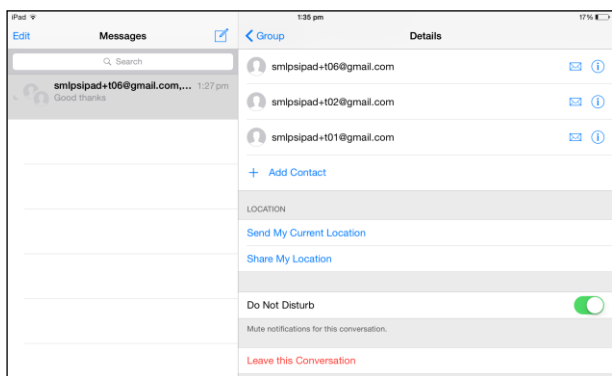 iPad
1:35 pm
17%
Edit
Messages
Group
Details
Search
smlpsipad+t06@gmail.com,... 1:27 pm
Good thanks
smlpsipad+t06@gmail.com
smlpsipad+t02@gmail.com
smlpsipad+t01@gmail.com
+ Add Contact
LOCATION
Send My Current Location
Share My Location
Do Not Disturb
Mute notifications for this conversation.
Leave this Conversation